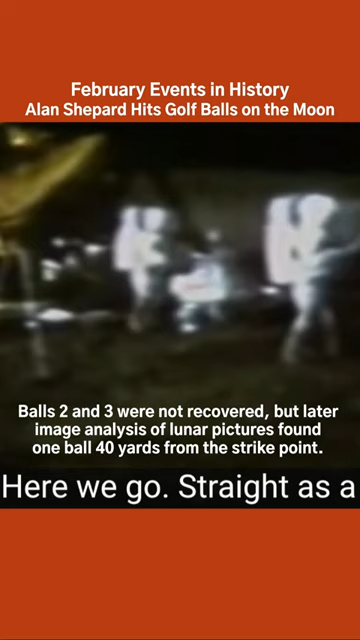 February Events in History
Alan Shepard Hits Golf Balls on the Moon
Balls 2 and 3 were not recovered, but later
image analysis of lunar pictures found
one ball 40 yards from the strike point.
Here we go. Straight as a